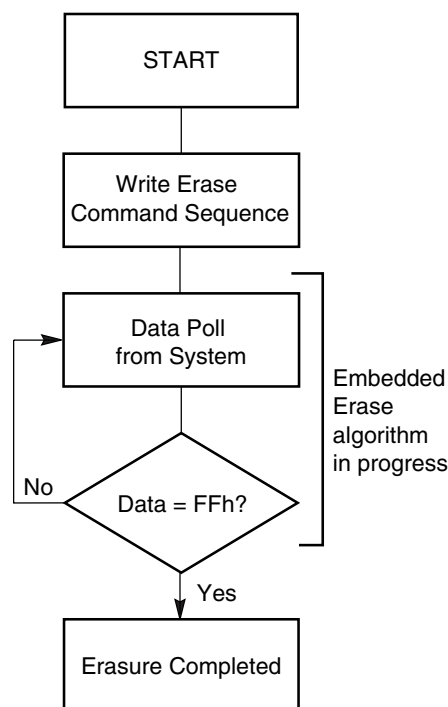 START
Write Erase
Command Sequence
Data Poll
from System
Embedded
Erase
algorithm
in progress
No
Data = FFh?
Yes
Erasure Completed